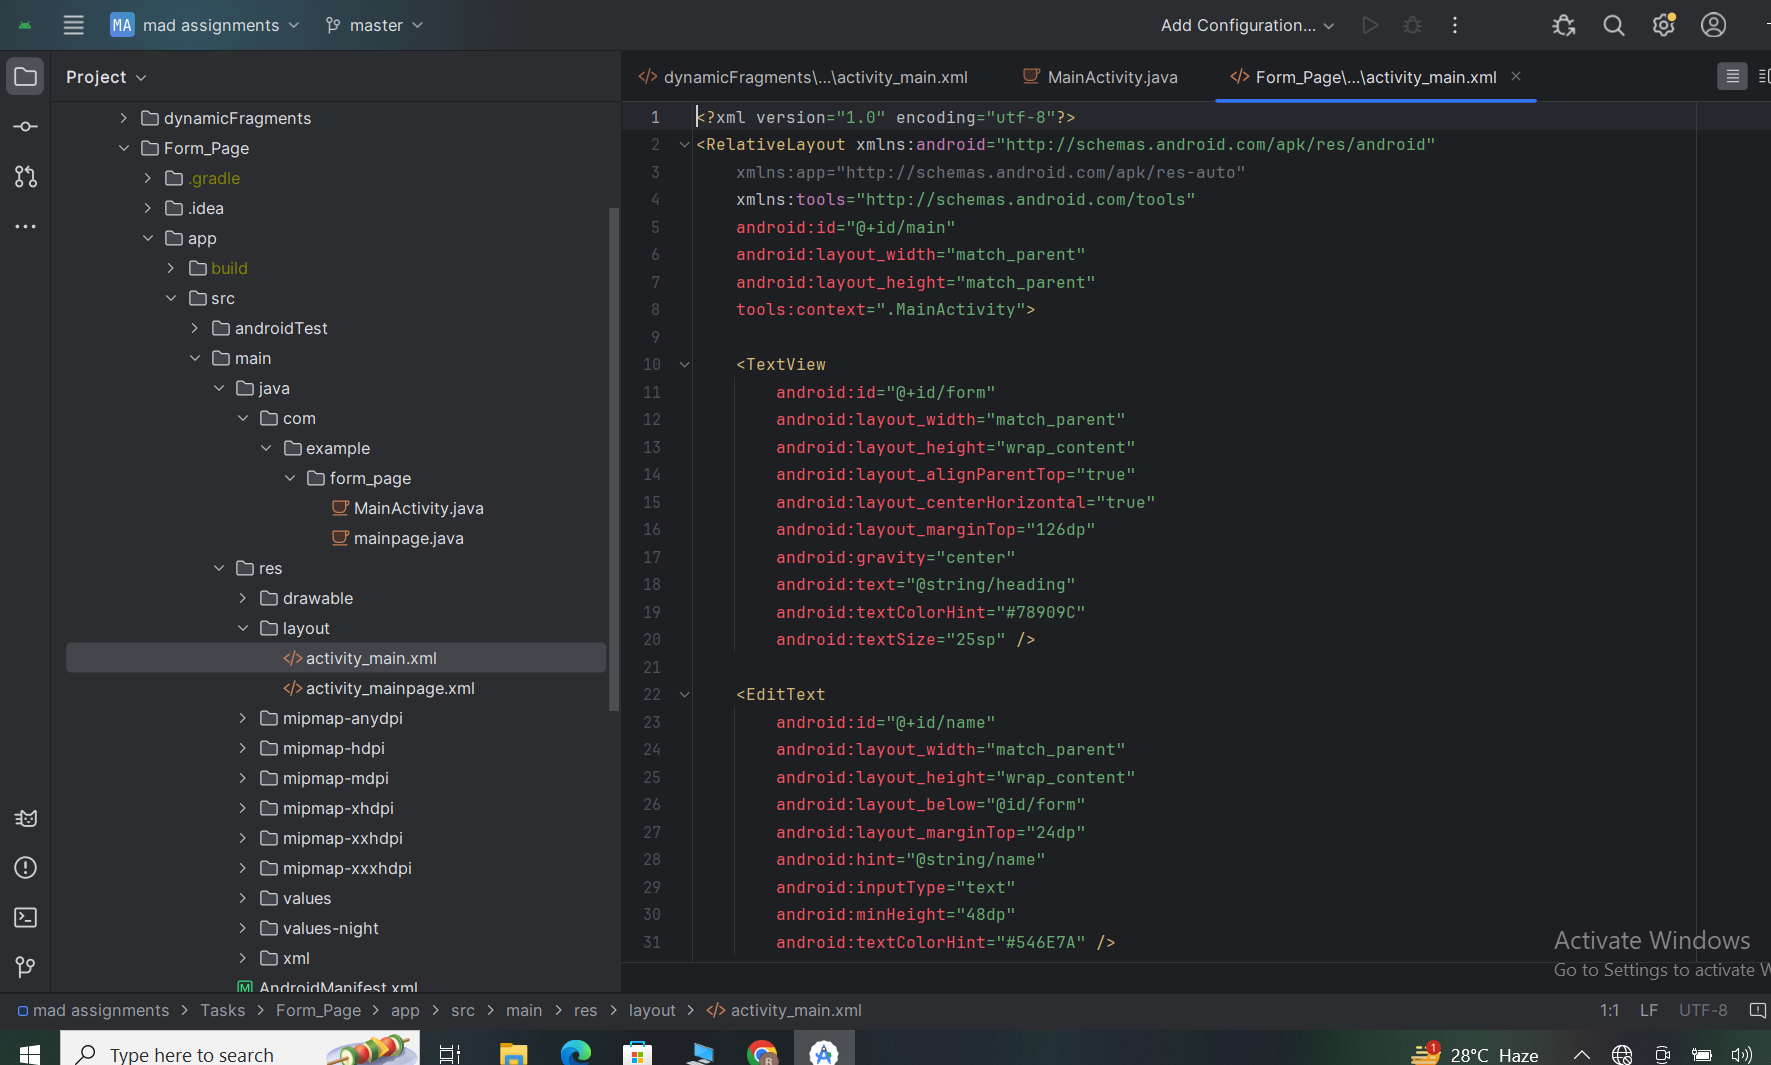 MA mad assignments master Add Configuration...
Project
dynamicFragments\...\activity_main.xml MainActivity.java Form_Page\...\activity_main.xml
dynamicFragments
Form_Page
.gradle
.idea
app
build
src
androidTest
main
java
com
example
form_page
MainActivity.java
mainpage.java
res
drawable
layout
activity_main.xml
activity_mainpage.xml
mipmap-anydpi
mipmap-hdpi
mipmap-mdpi
mipmap-xhdpi
mipmap-xxhdpi
mipmap-xxxhdpi
values
values-night
xml
AndroidManifest.xml
1 <?xml version="1.0" encoding="utf-8"?>
2 <RelativeLayout xmlns:android="http://schemas.android.com/apk/res/android"
3 xmlns:app="http://schemas.android.com/apk/res-auto"
4 xmlns:tools="http://schemas.android.com/tools"
5 android:id="@+id/main"
6 android:layout_width="match_parent"
7 android:layout_height="match_parent"
8 tools:context=".MainActivity">
9
10 <TextView
11 android:id="@+id/form"
12 android:layout_width="match_parent"
13 android:layout_height="wrap_content"
14 android:layout_alignParentTop="true"
15 android:layout_centerHorizontal="true"
16 android:layout_marginTop="126dp"
17 android:gravity="center"
18 android:text="@string/heading"
19 android:textColorHint="#78909C"
20 android:textSize="25sp" />
21
22 <EditText
23 android:id="@+id/name"
24 android:layout_width="match_parent"
25 android:layout_height="wrap_content"
26 android:layout_below="@id/form"
27 android:layout_marginTop="24dp"
28 android:hint="@string/name"
29 android:inputType="text"
30 android:minHeight="48dp"
31 android:textColorHint="#546E7A" />
Activate Windows
Go to Settings to activate W
mad assignments > Tasks > Form_Page > app > src > main > res > layout > activity_main.xml 1:1 LF UTF-8
Type here to search 1 28°C Haze